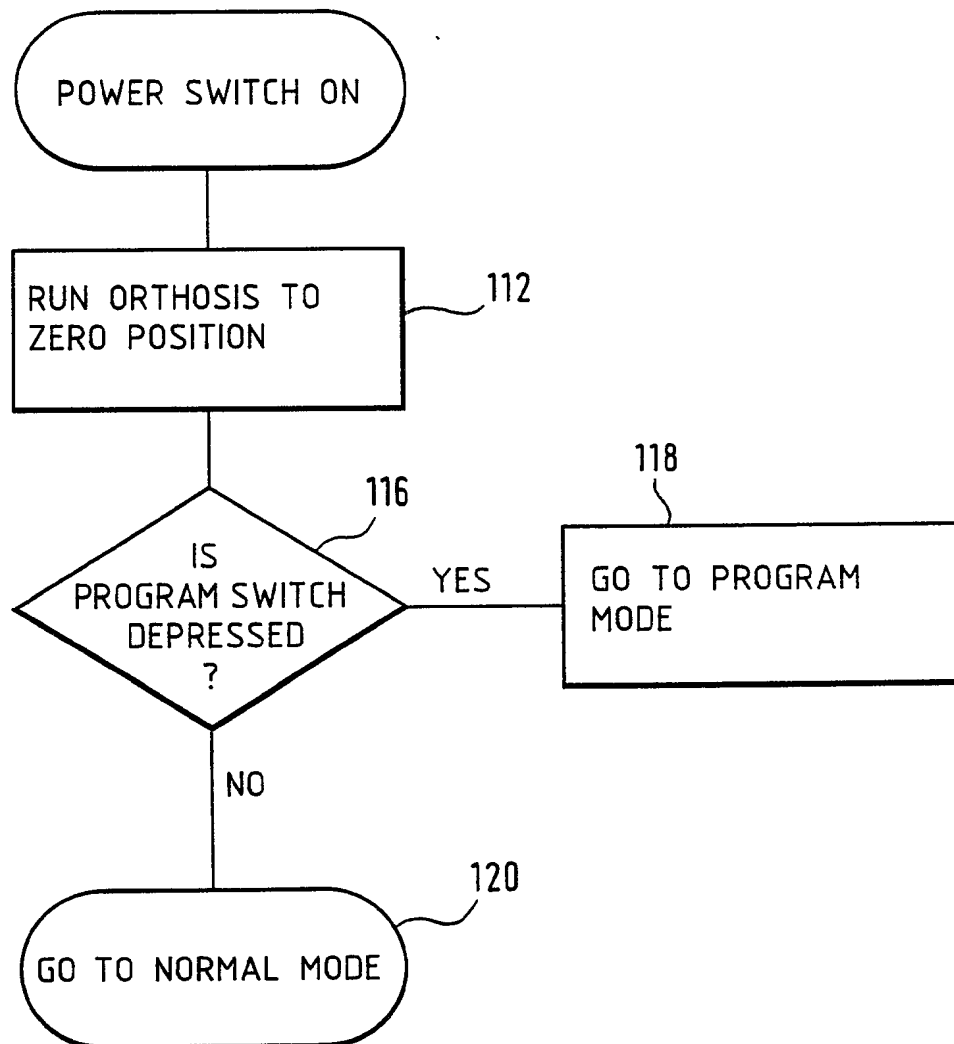 POWER SWITCH ON
RUN ORTHOSIS TO
ZERO POSITION
112
116
IS
PROGRAM SWITCH
DEPRESSED
?
YES
118
GO TO PROGRAM
MODE
NO
120
GO TO NORMAL MODE